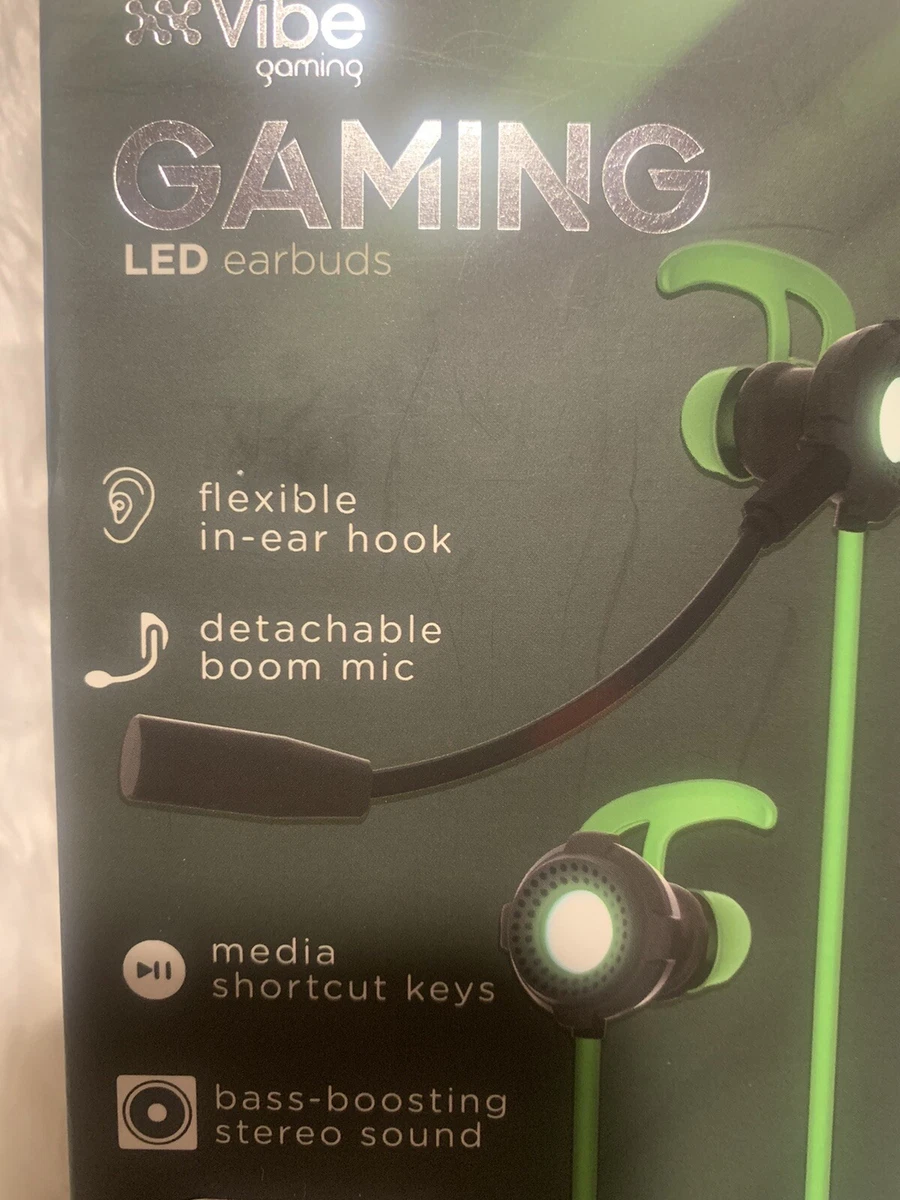 Vibe
gaming
GAMING
LED earbuds
flexible
in-ear hook
detachable
boom mic
media
shortcut keys
bass-boosting
stereo sound